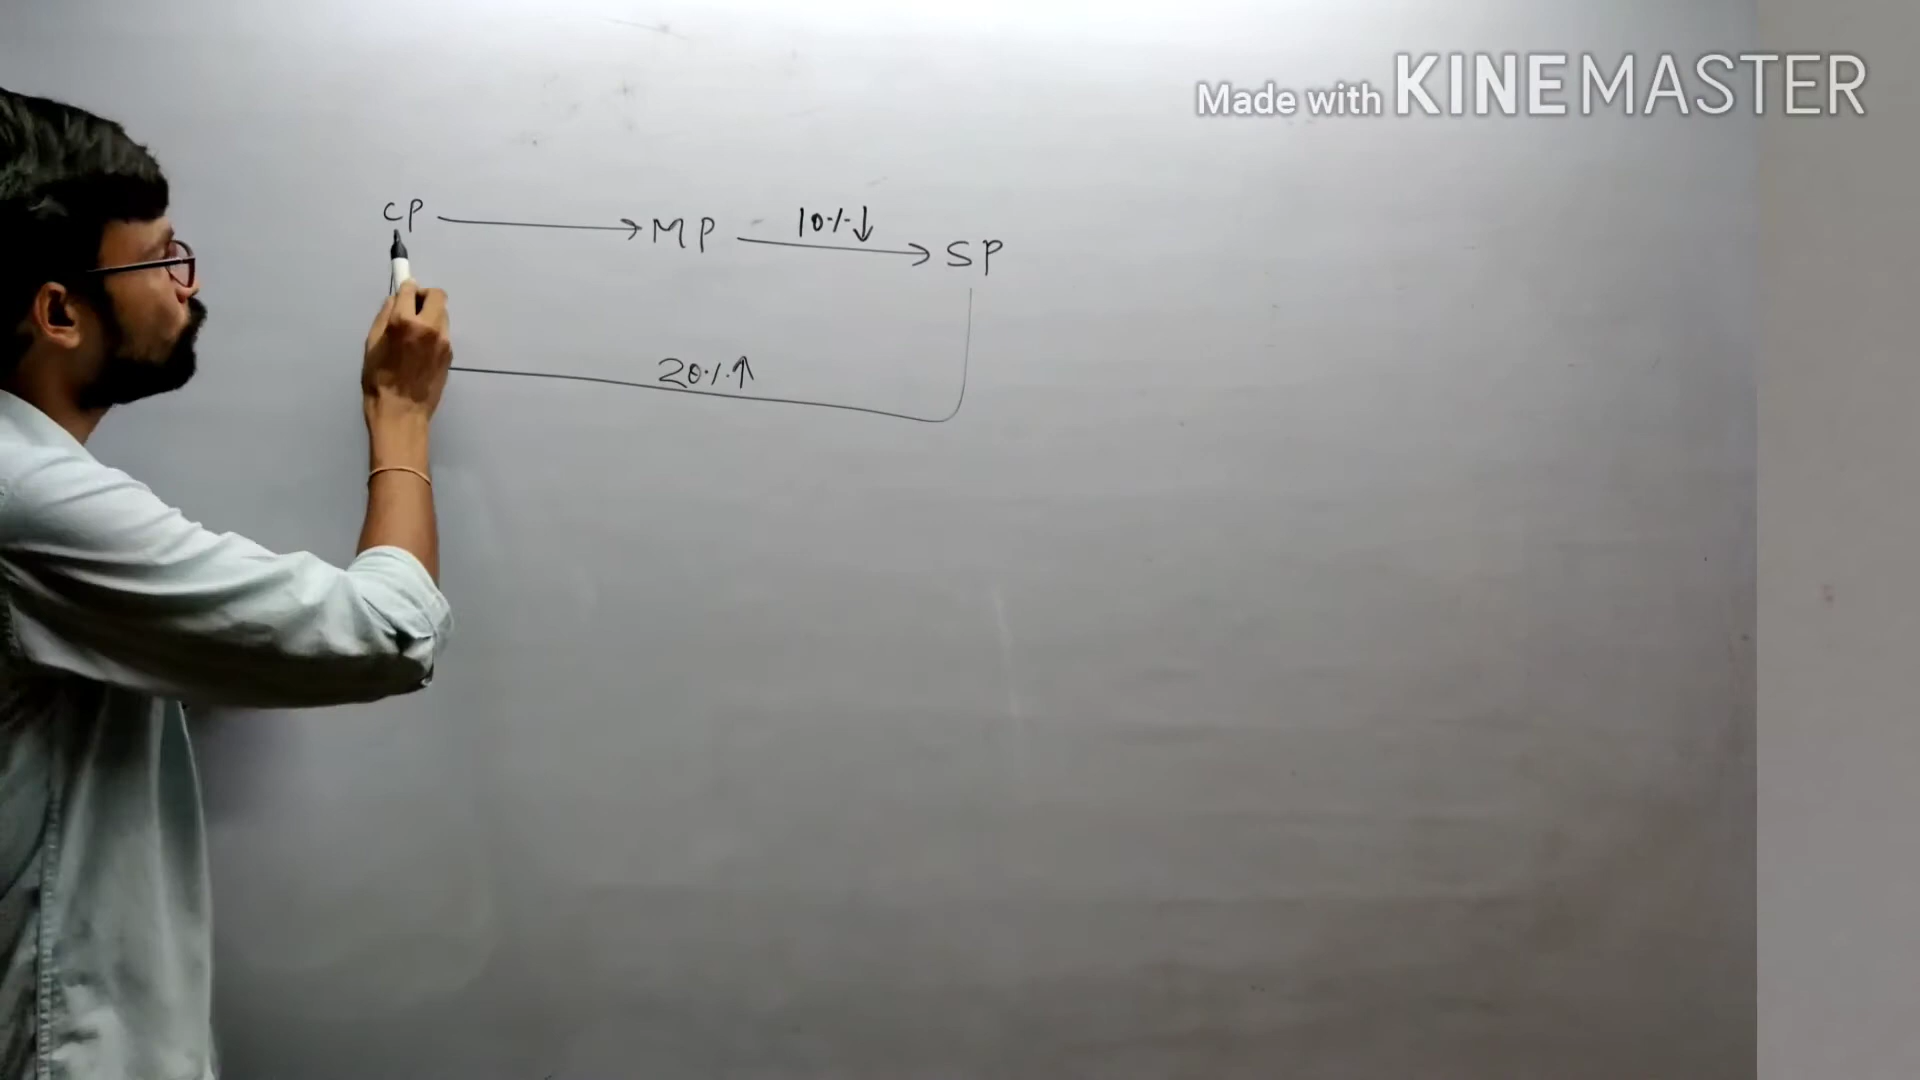 Made with KINEMASTER
CP → MP 10%↓ → SP
20%↑